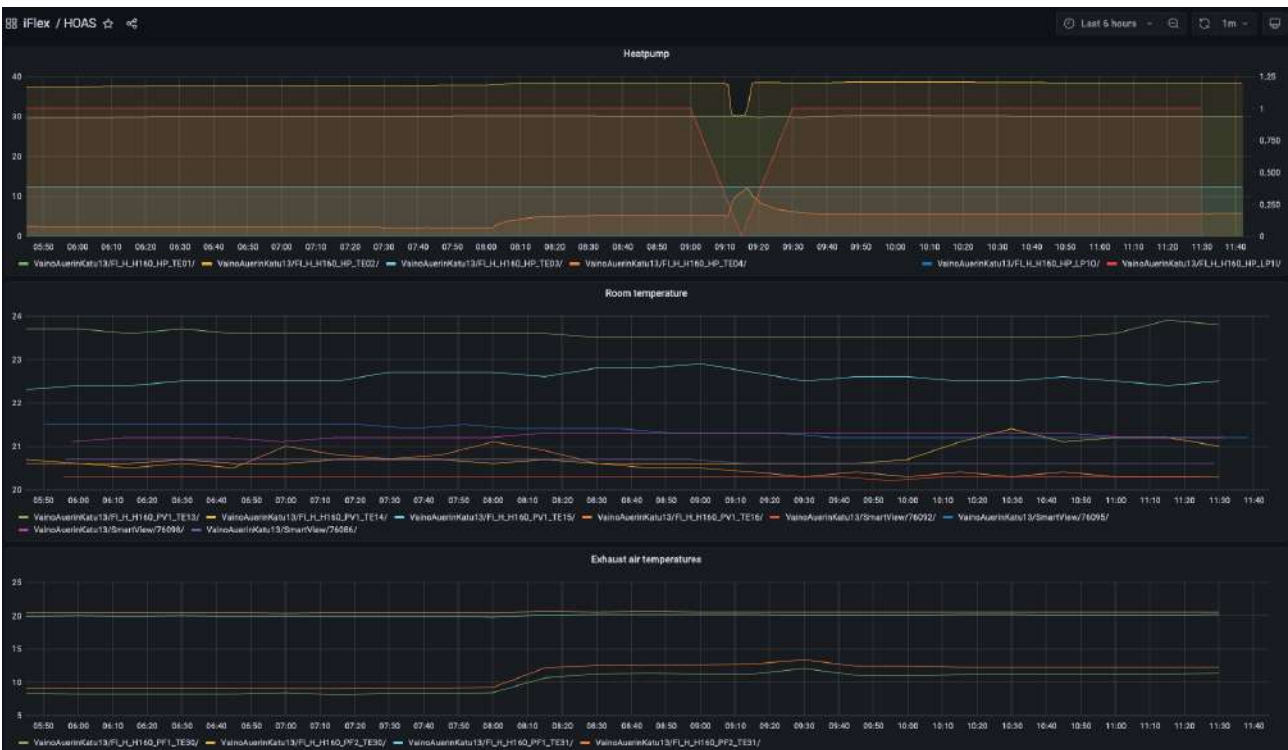 iFlex / HOAS
Last 6 hours
1m
Heatpump
40
30
20
10
0
1.25
1
0.750
0.500
0.250
0
05:50 06:00 06:10 06:20 06:30 06:40 06:50 07:00 07:10 07:20 07:30 07:40 07:50 08:00 08:10 08:20 08:30 08:40 08:50 09:00 09:10 09:20 09:30 09:40 09:50 10:00 10:10 10:20 10:30 10:40 10:50 11:00 11:10 11:20 11:30 11:40
VainoAuerinKatu13/FI_H_H160_HP_TE01/ VainoAuerinKatu13/FI_H_H160_HP_TE02/ VainoAuerinKatu13/FI_H_H160_HP_TE03/ VainoAuerinKatu13/FI_H_H160_HP_TE04/ VainoAuerinKatu13/FI_H_H160_HP_LP10/ VainoAuerinKatu13/FI_H_H160_HP_LP1I/
Room temperature
24
23
22
21
20
05:50 06:00 06:10 06:20 06:30 06:40 06:50 07:00 07:10 07:20 07:30 07:40 07:50 08:00 08:10 08:20 08:30 08:40 08:50 09:00 09:10 09:20 09:30 09:40 09:50 10:00 10:10 10:20 10:30 10:40 10:50 11:00 11:10 11:20 11:30 11:40
VainoAuerinKatu13/FI_H_H160_PV1_TE13/ VainoAuerinKatu13/FI_H_H160_PV1_TE14/ VainoAuerinKatu13/FI_H_H160_PV1_TE15/ VainoAuerinKatu13/FI_H_H160_PV1_TE16/ VainoAuerinKatu13/SmartView/76092/ VainoAuerinKatu13/SmartView/76095/
VainoAuerinKatu13/SmartView/76098/ VainoAuerinKatu13/SmartView/76086/
Exhaust air temperatures
25
20
15
10
5
05:50 06:00 06:10 06:20 06:30 06:40 06:50 07:00 07:10 07:20 07:30 07:40 07:50 08:00 08:10 08:20 08:30 08:40 08:50 09:00 09:10 09:20 09:30 09:40 09:50 10:00 10:10 10:20 10:30 10:40 10:50 11:00 11:10 11:20 11:30 11:40
VainoAuerinKatu13/FI_H_H160_PF1_TE30/ VainoAuerinKatu13/FI_H_H160_PF2_TE30/ VainoAuerinKatu13/FI_H_H160_PF1_TE31/ VainoAuerinKatu13/FI_H_H160_PF2_TE31/